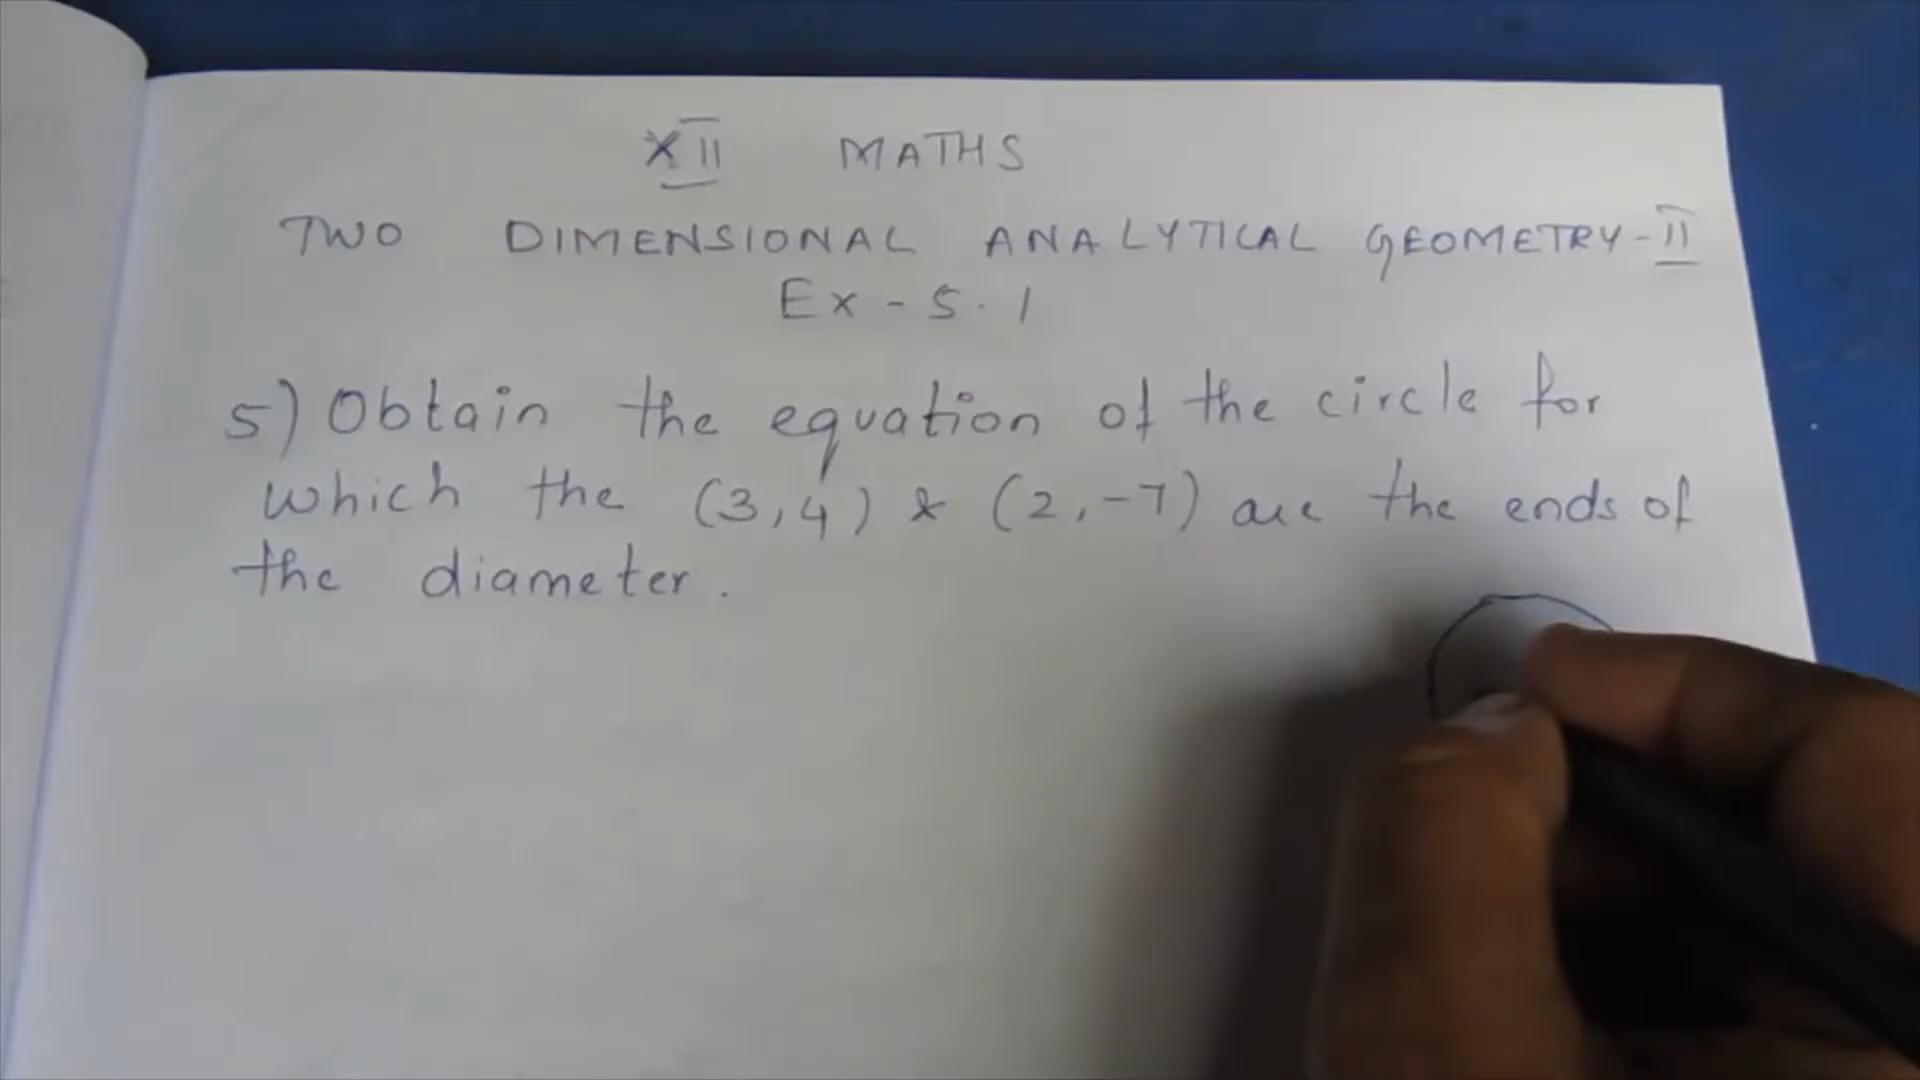 XII MATHS
TWO DIMENSIONAL ANALYTICAL GEOMETRY-II
Ex-5.1
5) Obtain the equation of the circle for
which the (3,4) & (2,-7) are the ends of
the diameter.